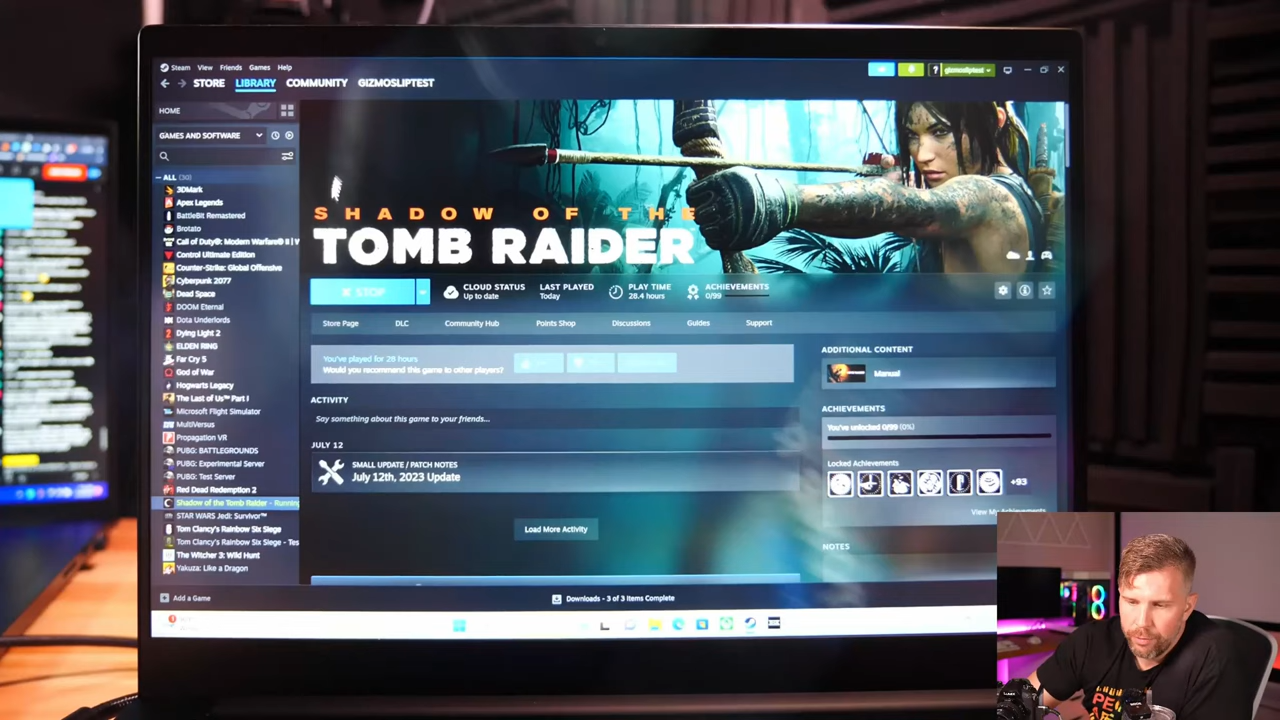 Steam View Friends Games Help
gizmosliptest
STORE LIBRARY COMMUNITY GIZMOSLIPTEST
HOME
GAMES AND SOFTWARE
ALL (30)
3DMark
Apex Legends
BattleBit Remastered
Brotato
Call of Duty®: Modern Warfare® II | W
Control Ultimate Edition
Counter-Strike: Global Offensive
Cyberpunk 2077
Dead Space
DOOM Eternal
Dota Underlords
Dying Light 2
ELDEN RING
Far Cry 5
God of War
Hogwarts Legacy
The Last of Us™ Part I
Microsoft Flight Simulator
MultiVersus
Propagation VR
PUBG: BATTLEGROUNDS
PUBG: Experimental Server
PUBG: Test Server
Red Dead Redemption 2
Shadow of the Tomb Raider - Running
STAR WARS Jedi: Survivor™
Tom Clancy's Rainbow Six Siege
Tom Clancy's Rainbow Six Siege - Tes
The Witcher 3: Wild Hunt
Yakuza: Like a Dragon
Add a Game
SHADOW OF THE
TOMB RAIDER
STOP
CLOUD STATUS
Up to date
LAST PLAYED
Today
PLAY TIME
28.4 hours
ACHIEVEMENTS
0/99
Store Page DLC Community Hub Points Shop Discussions Guides Support
You've played for 28 hours
Would you recommend this game to other players?
ACTIVITY
Say something about this game to your friends...
JULY 12
SMALL UPDATE / PATCH NOTES
July 12th, 2023 Update
Load More Activity
ADDITIONAL CONTENT
Manual
ACHIEVEMENTS
You've unlocked 0/99 (0%)
Locked Achievements
+93
View My Achievements
NOTES
Downloads - 3 of 3 Items Complete